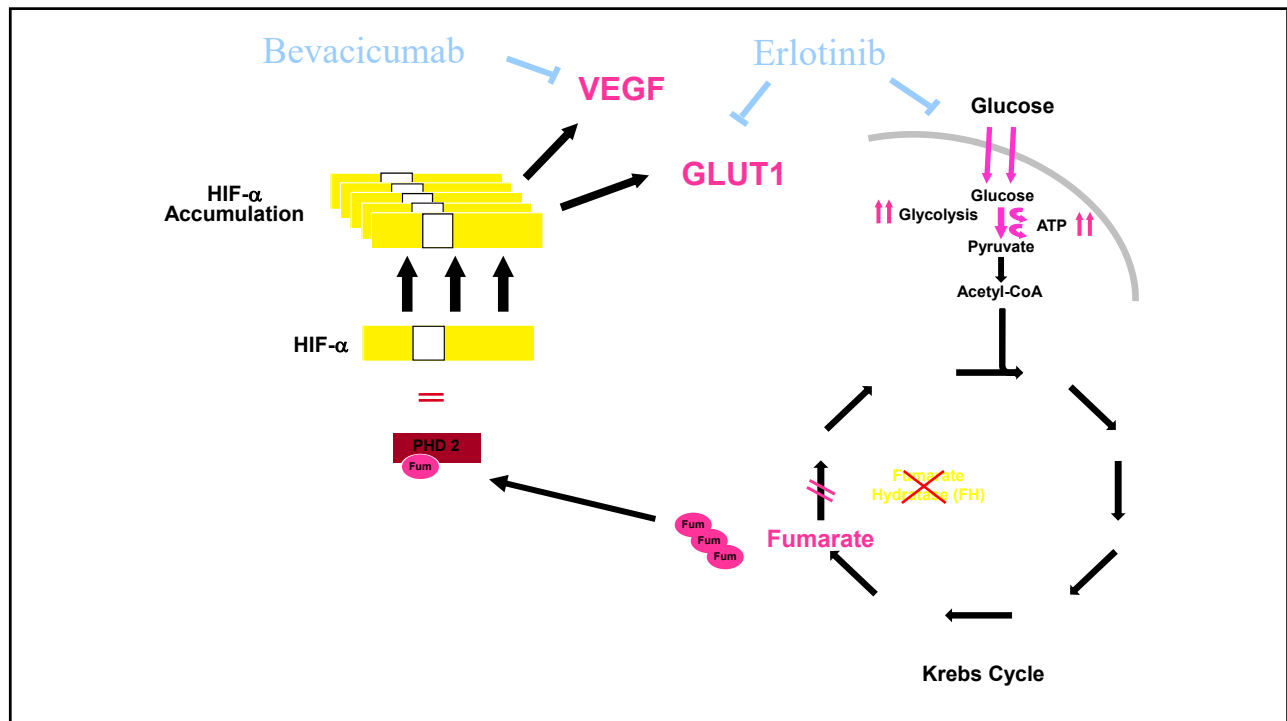 Bevacicumab
Erlotinib
VEGF
Glucose
GLUT1
HIF-α
Accumulation
Glucose
Glycolysis
ATP
Pyruvate
Acetyl-CoA
HIF-α
PHD 2
Fum
Fumarate
Hydratase (FH)
Fum
Fum
Fum
Fumarate
Krebs Cycle